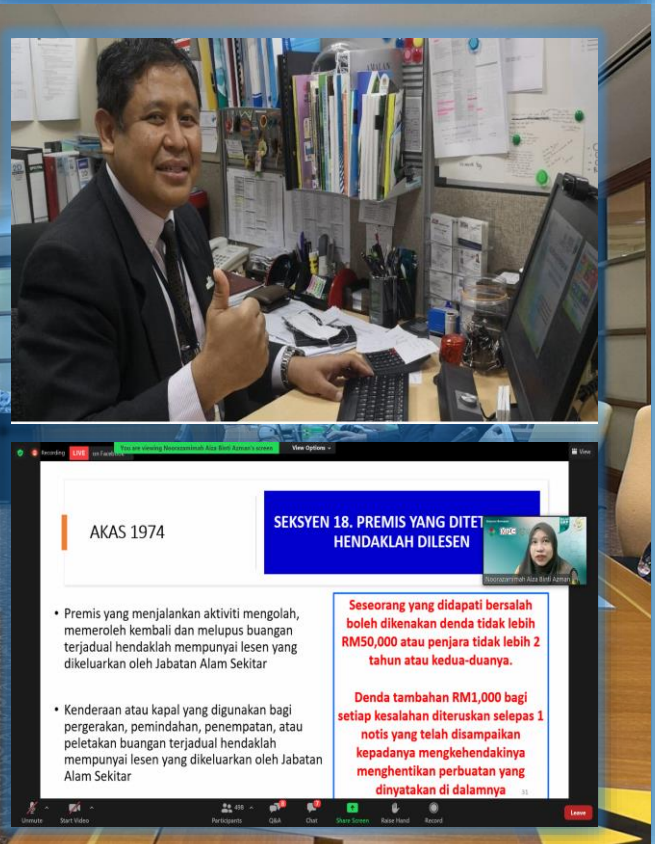 Recording LIVE on Facebook You are viewing Noorazamimah Aiza Binti Azman's screen View Options View
AKAS 1974
SEKSYEN 18. PREMIS YANG
HENDAKLAH DILESEN
Noorazamimah Aiza Binti Azman
• Premis yang menjalankan aktiviti mengolah,
memeroleh kembali dan melupus buangan
terjadual hendaklah mempunyai lesen yang
dikeluarkan oleh Jabatan Alam Sekitar
• Kenderaan atau kapal yang digunakan bagi
pergerakan, pemindahan, penempatan, atau
peletakan buangan terjadual hendaklah
mempunyai lesen yang dikeluarkan oleh Jabatan
Alam Sekitar
Seseorang yang didapati bersalah
boleh dikenakan denda tidak lebih
RM50,000 atau penjara tidak lebih 2
tahun atau kedua-duanya.
Denda tambahan RM1,000 bagi
setiap kesalahan diteruskan selepas 1
notis yang telah disampaikan
kepadanya mengkehendakinya
menghentikan perbuatan yang
dinyatakan di dalamnya
31
Unmute Start Video Participants 498 Q&A Chat Share Screen Raise Hand Record Leave